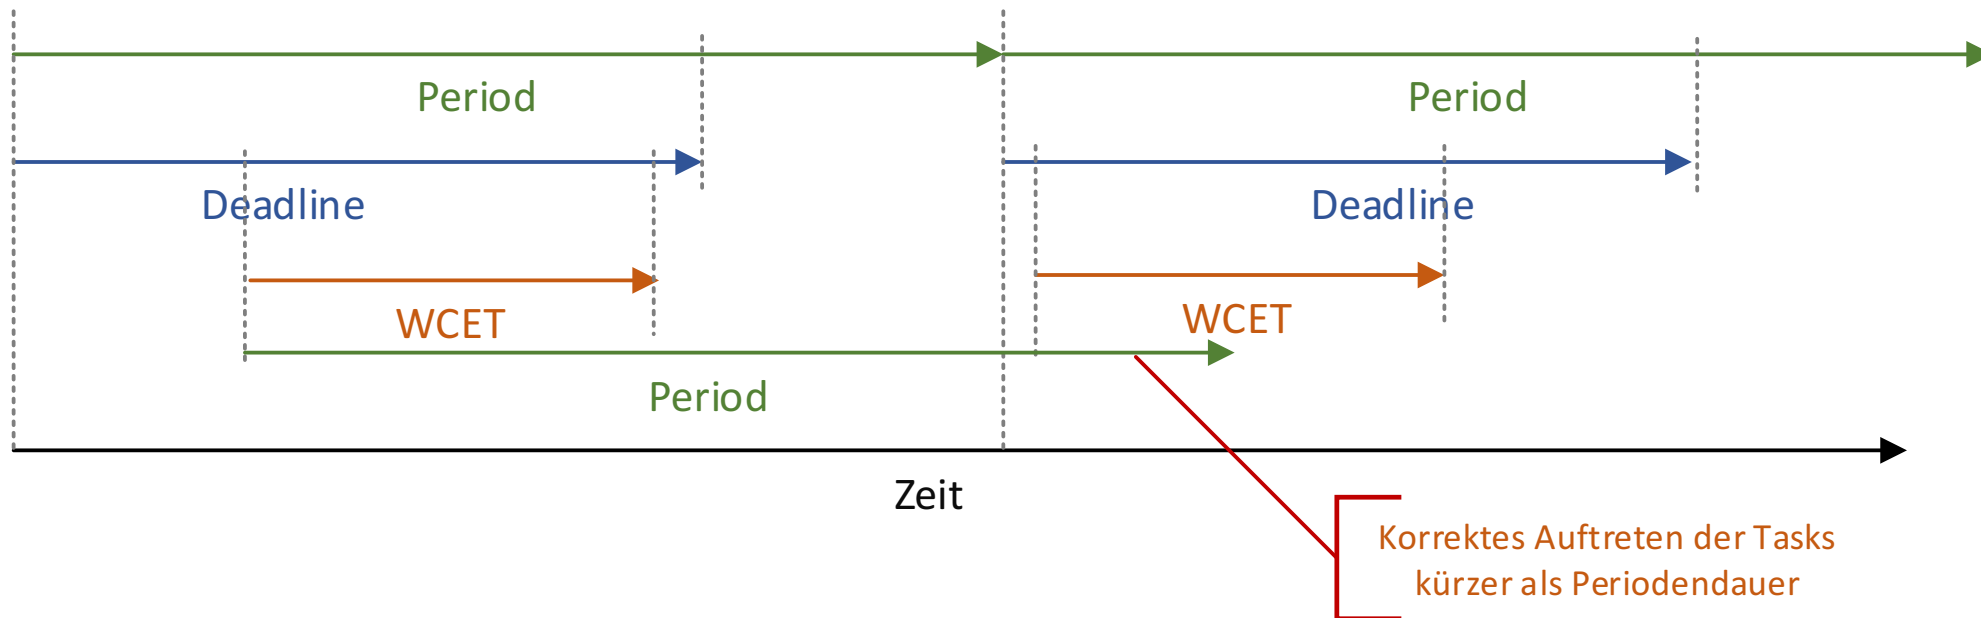 Period
Period
Deadline
Deadline
WCET
WCET
Period
Zeit
Korrektes Auftreten der Tasks
kürzer als Periodendauer